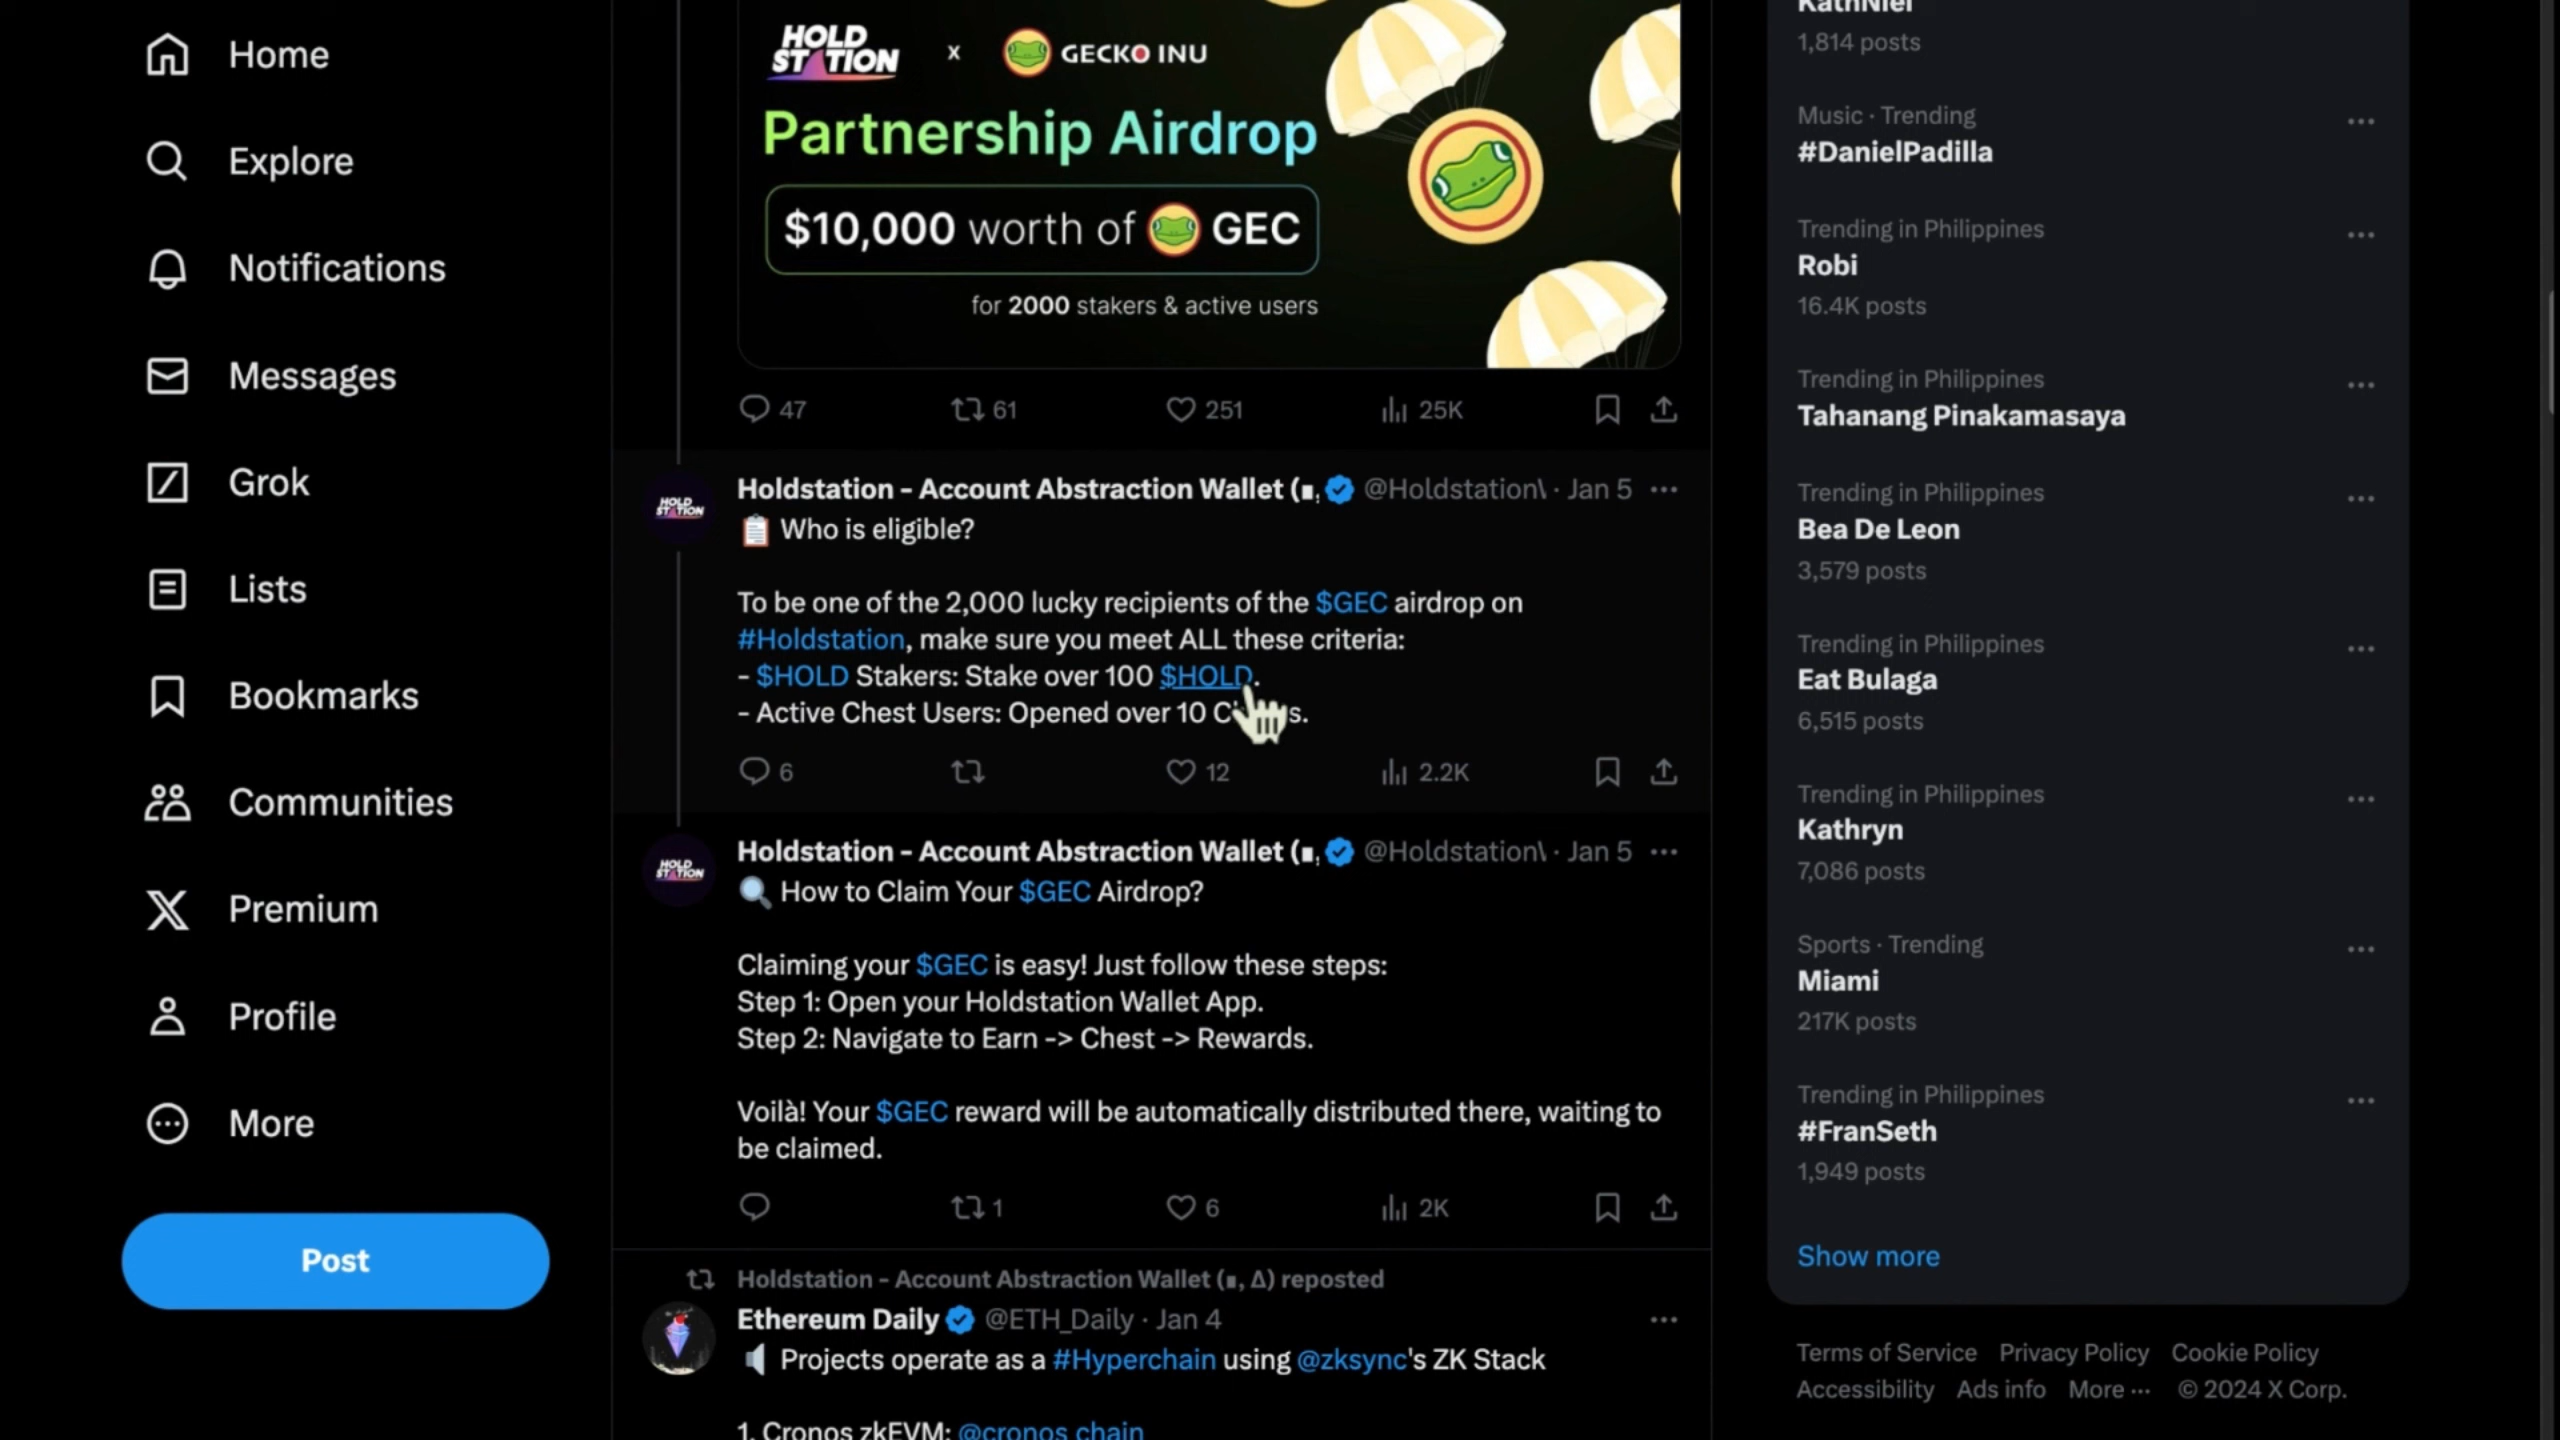 Home
Explore
Notifications
Messages
Grok
Lists
Bookmarks
Communities
Premium
Profile
More
Post
HOLD STATION x GECKO INU
Partnership Airdrop
$10,000 worth of GEC
for 2000 stakers & active users
47 61 251 25K
HOLD STATION
Holdstation - Account Abstraction Wallet (∎, @Holdstation\ · Jan 5
📋 Who is eligible?
To be one of the 2,000 lucky recipients of the $GEC airdrop on
#Holdstation, make sure you meet ALL these criteria:
- $HOLD Stakers: Stake over 100 $HOLD.
- Active Chest Users: Opened over 10
6 12 2.2K
HOLD STATION
Holdstation - Account Abstraction Wallet (∎, @Holdstation\ · Jan 5
🔍 How to Claim Your $GEC Airdrop?
Claiming your $GEC is easy! Just follow these steps:
Step 1: Open your Holdstation Wallet App.
Step 2: Navigate to Earn -> Chest -> Rewards.
Voilà! Your $GEC reward will be automatically distributed there, waiting to
be claimed.
1 6 2K
Holdstation - Account Abstraction Wallet (∎, Δ) reposted
Ethereum Daily @ETH_Daily · Jan 4
Projects operate as a #Hyperchain using @zksync's ZK Stack
1. Cronos zkEVM: @cronos_chain
KathNiel
1,814 posts
Music · Trending
#DanielPadilla
Trending in Philippines
Robi
16.4K posts
Trending in Philippines
Tahanang Pinakamasaya
Trending in Philippines
Bea De Leon
3,579 posts
Trending in Philippines
Eat Bulaga
6,515 posts
Trending in Philippines
Kathryn
7,086 posts
Sports · Trending
Miami
217K posts
Trending in Philippines
#FranSeth
1,949 posts
Show more
Terms of Service Privacy Policy Cookie Policy
Accessibility Ads info More ··· © 2024 X Corp.